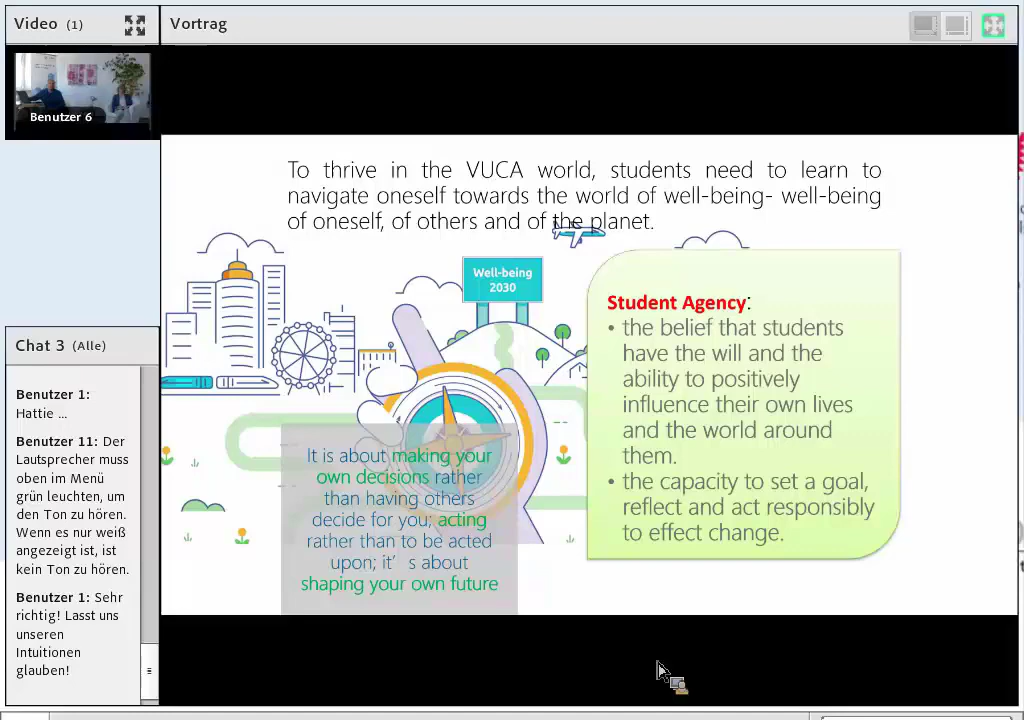 Video (1)
Vortrag
Benutzer 6
To thrive in the VUCA world, students need to learn to
navigate oneself towards the world of well-being- well-being
of oneself, of others and of the planet.
Well-being
2030
Student Agency:
• the belief that students
have the will and the
ability to positively
influence their own lives
and the world around
them.
• the capacity to set a goal,
reflect and act responsibly
to effect change.
It is about making your
own decisions rather
than having others
decide for you; acting
rather than to be acted
upon; it’ s about
shaping your own future
Chat 3 (Alle)
Benutzer 1:
Hattie ...
Benutzer 11: Der
Lautsprecher muss
oben im Menü
grün leuchten, um
den Ton zu hören.
Wenn es nur weiß
angezeigt ist, ist
kein Ton zu hören.
Benutzer 1: Sehr
richtig! Lasst uns
unseren
Intuitionen
glauben!